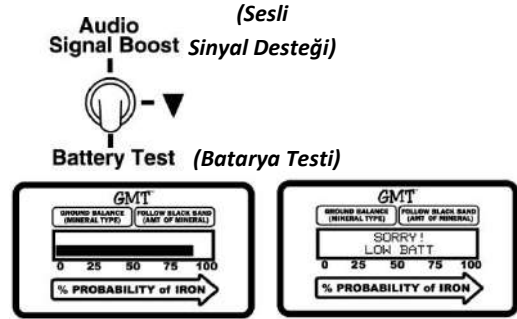 Audio
Signal Boost
(Sesli
Sinyal Desteği)
▼
Battery Test (Batarya Testi)
GMT
GROUND BALANCE
(MINERAL TYPE)
FOLLOW BLACK BAND
(AMT OF MINERAL)
0 25 50 75 100
% PROBABILITY of IRON
GMT
GROUND BALANCE
(MINERAL TYPE)
FOLLOW BLACK BAND
(AMT OF MINERAL)
SORRY!
LOW BATT
0 25 50 75 100
% PROBABILITY of IRON